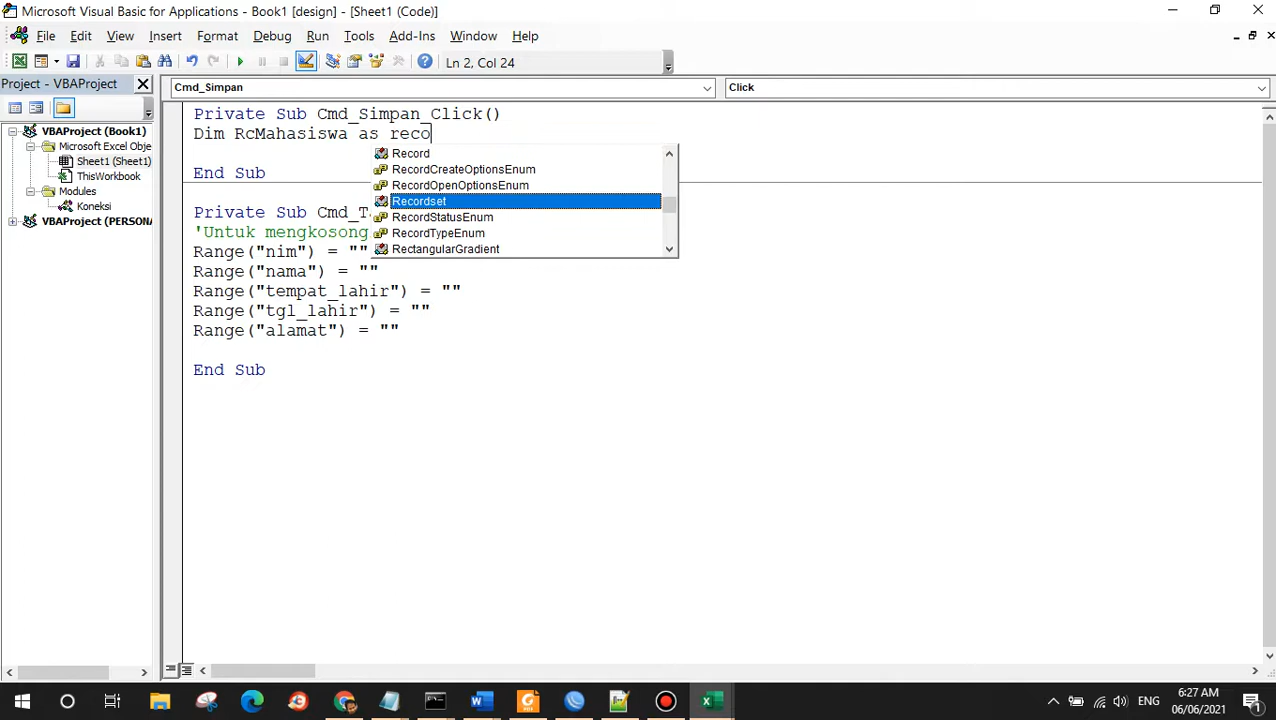 Microsoft Visual Basic for Applications - Book1 [design] - [Sheet1 (Code)]
File Edit View Insert Format Debug Run Tools Add-Ins Window Help
Ln 2, Col 24
Project - VBAProject
Cmd_Simpan
Click
VBAProject (Book1)
Microsoft Excel Obje
Sheet1 (Sheet1)
ThisWorkbook
Modules
Koneksi
VBAProject (PERSONA
Private Sub Cmd_Simpan_Click()
Dim RcMahasiswa as reco
Record
RecordCreateOptionsEnum
RecordOpenOptionsEnum
Recordset
RecordStatusEnum
RecordTypeEnum
RectangularGradient
End Sub
Private Sub Cmd_T
'Untuk mengkosong
Range("nim") = ""
Range("nama") = ""
Range("tempat_lahir") = ""
Range("tgl_lahir") = ""
Range("alamat") = ""
End Sub
ENG
6:27 AM
06/06/2021
1